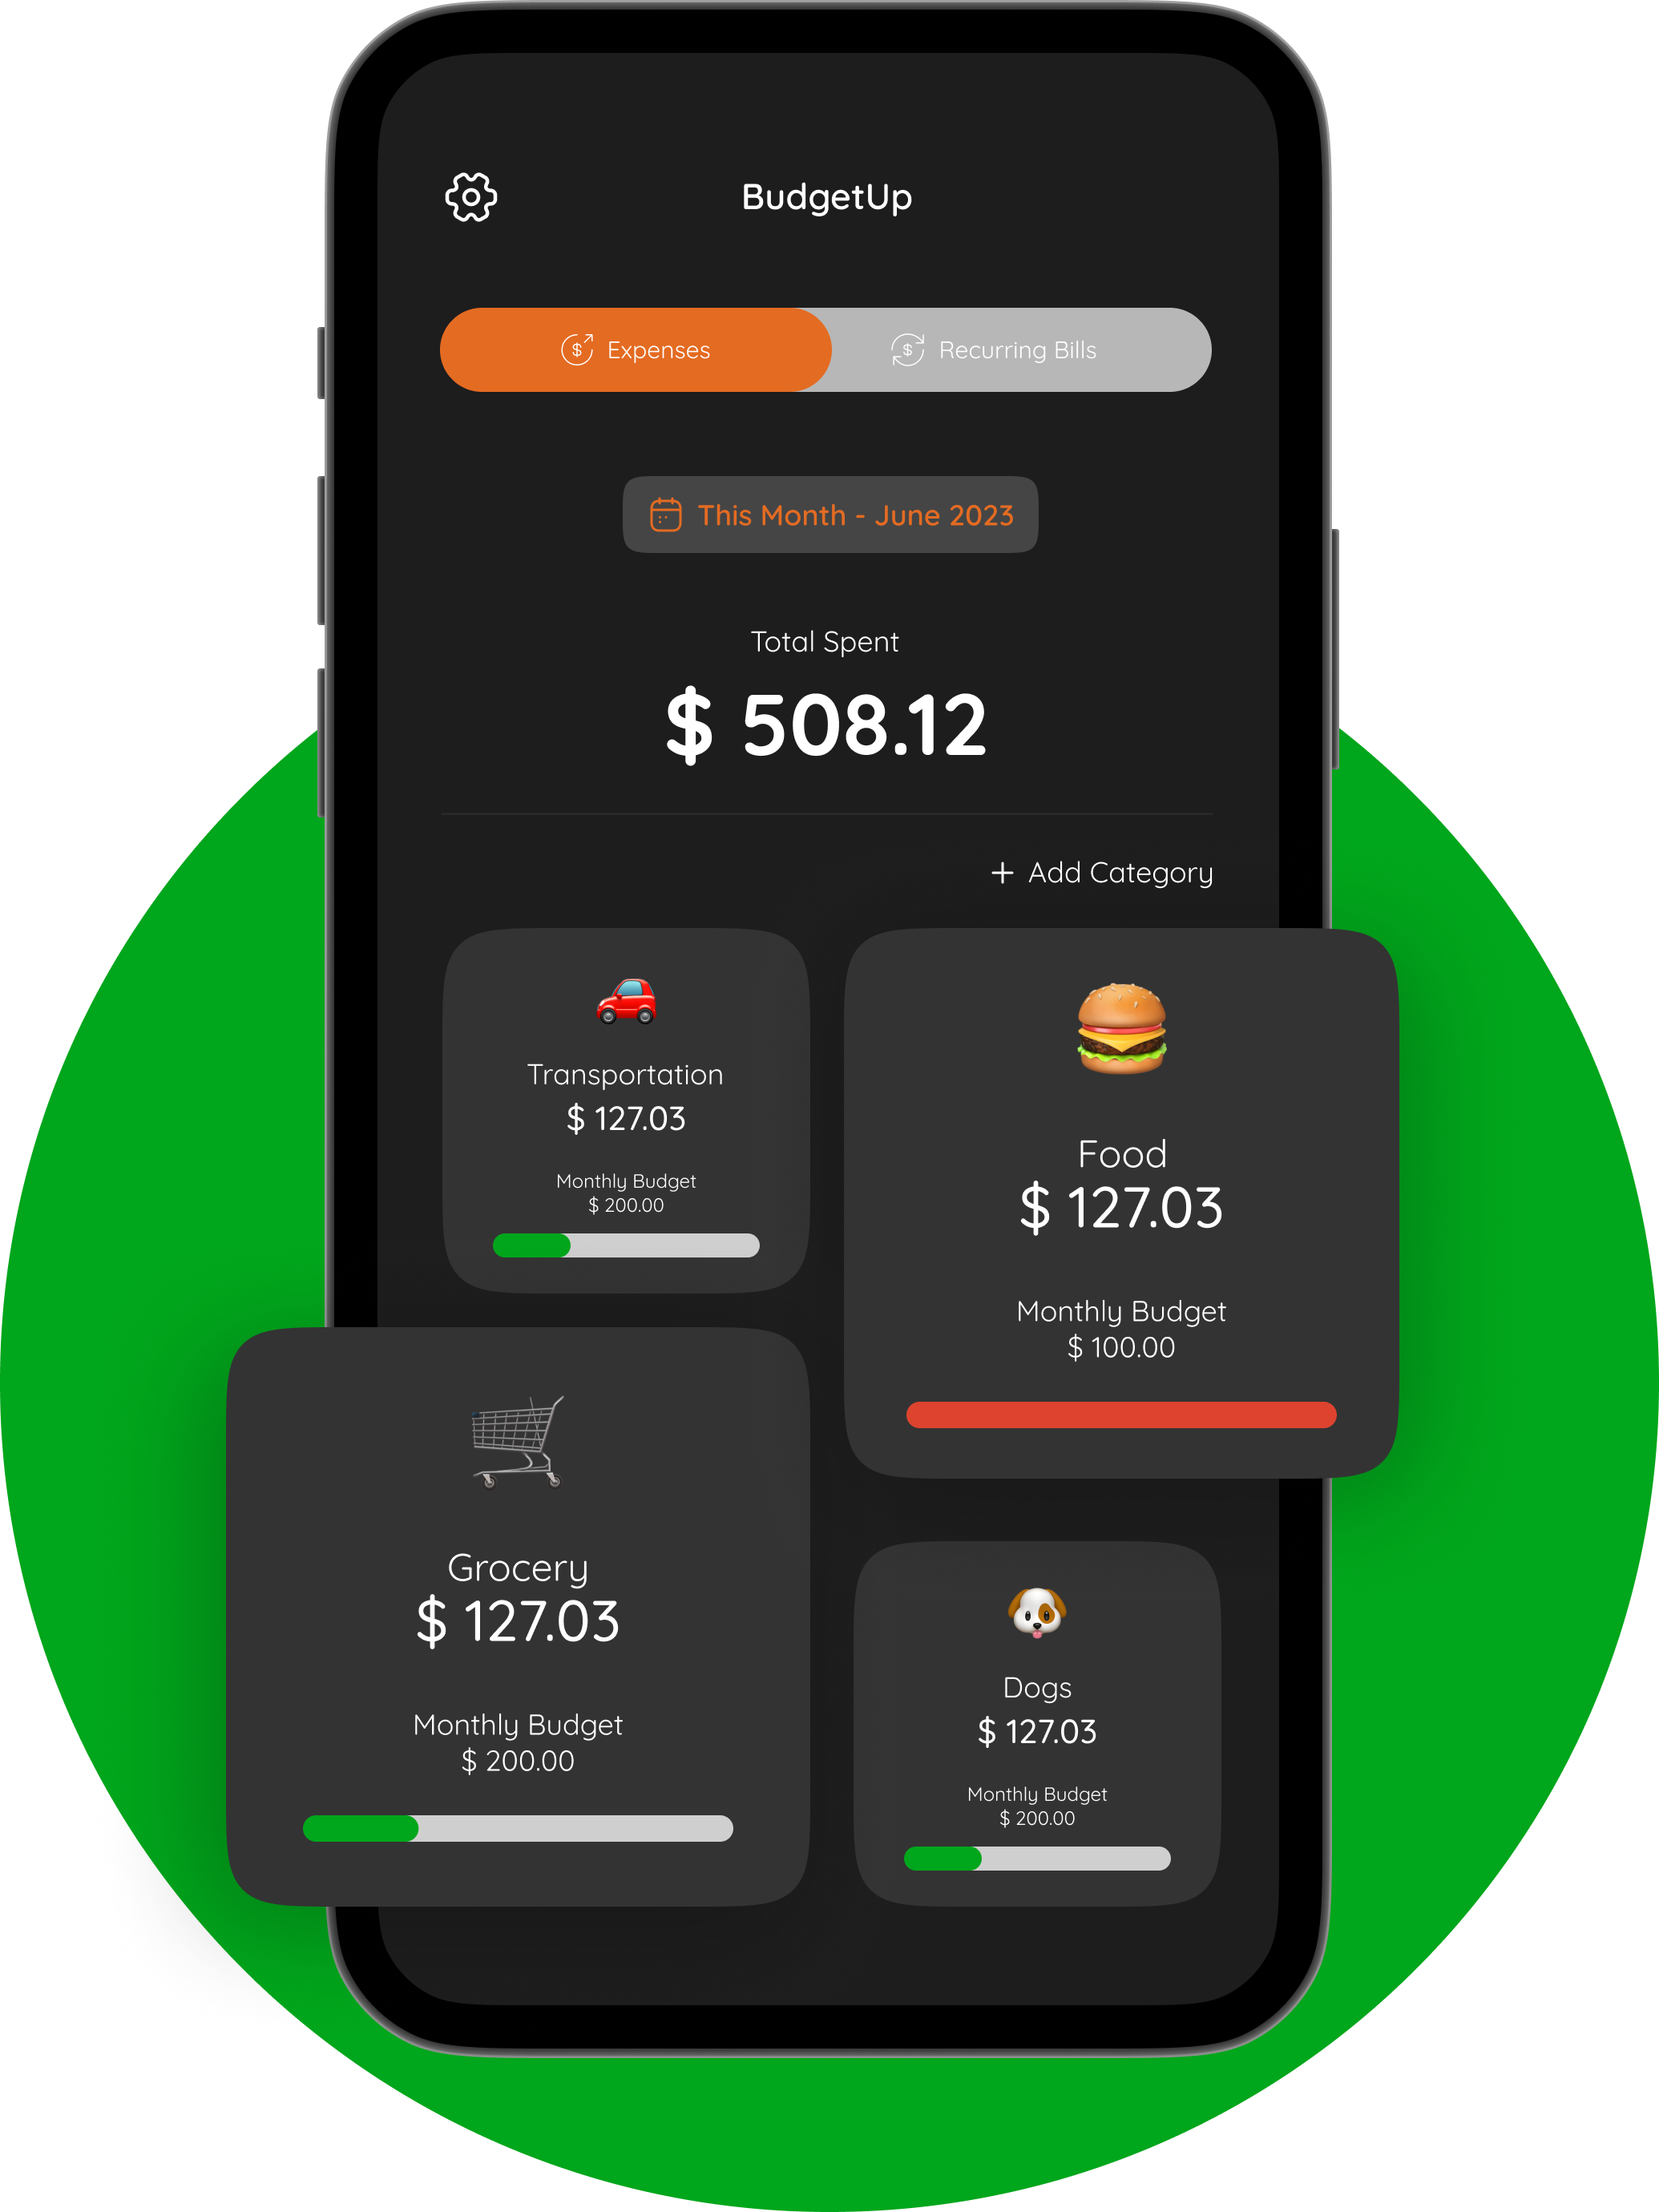 BudgetUp
Expenses
Recurring Bills
This Month - June 2023
Total Spent
$ 508.12
+ Add Category
Transportation
$ 127.03
Monthly Budget
$ 200.00
Food
$ 127.03
Monthly Budget
$ 100.00
Grocery
$ 127.03
Monthly Budget
$ 200.00
Dogs
$ 127.03
Monthly Budget
$ 200.00